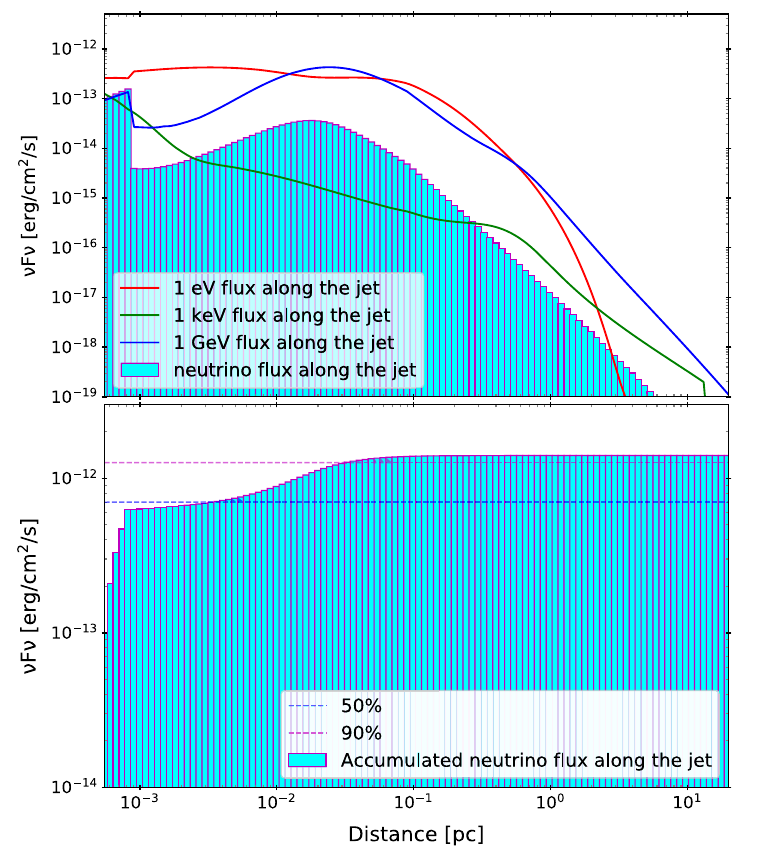 10⁻¹²
10⁻¹³
10⁻¹⁴
10⁻¹⁵
10⁻¹⁶
10⁻¹⁷
10⁻¹⁸
10⁻¹⁹
νFν [erg/cm²/s]
1 eV flux along the jet
1 keV flux along the jet
1 GeV flux along the jet
neutrino flux along the jet
10⁻¹²
10⁻¹³
10⁻¹⁴
νFν [erg/cm²/s]
50%
90%
Accumulated neutrino flux along the jet
10⁻³ 10⁻² 10⁻¹ 10⁰ 10¹
Distance [pc]